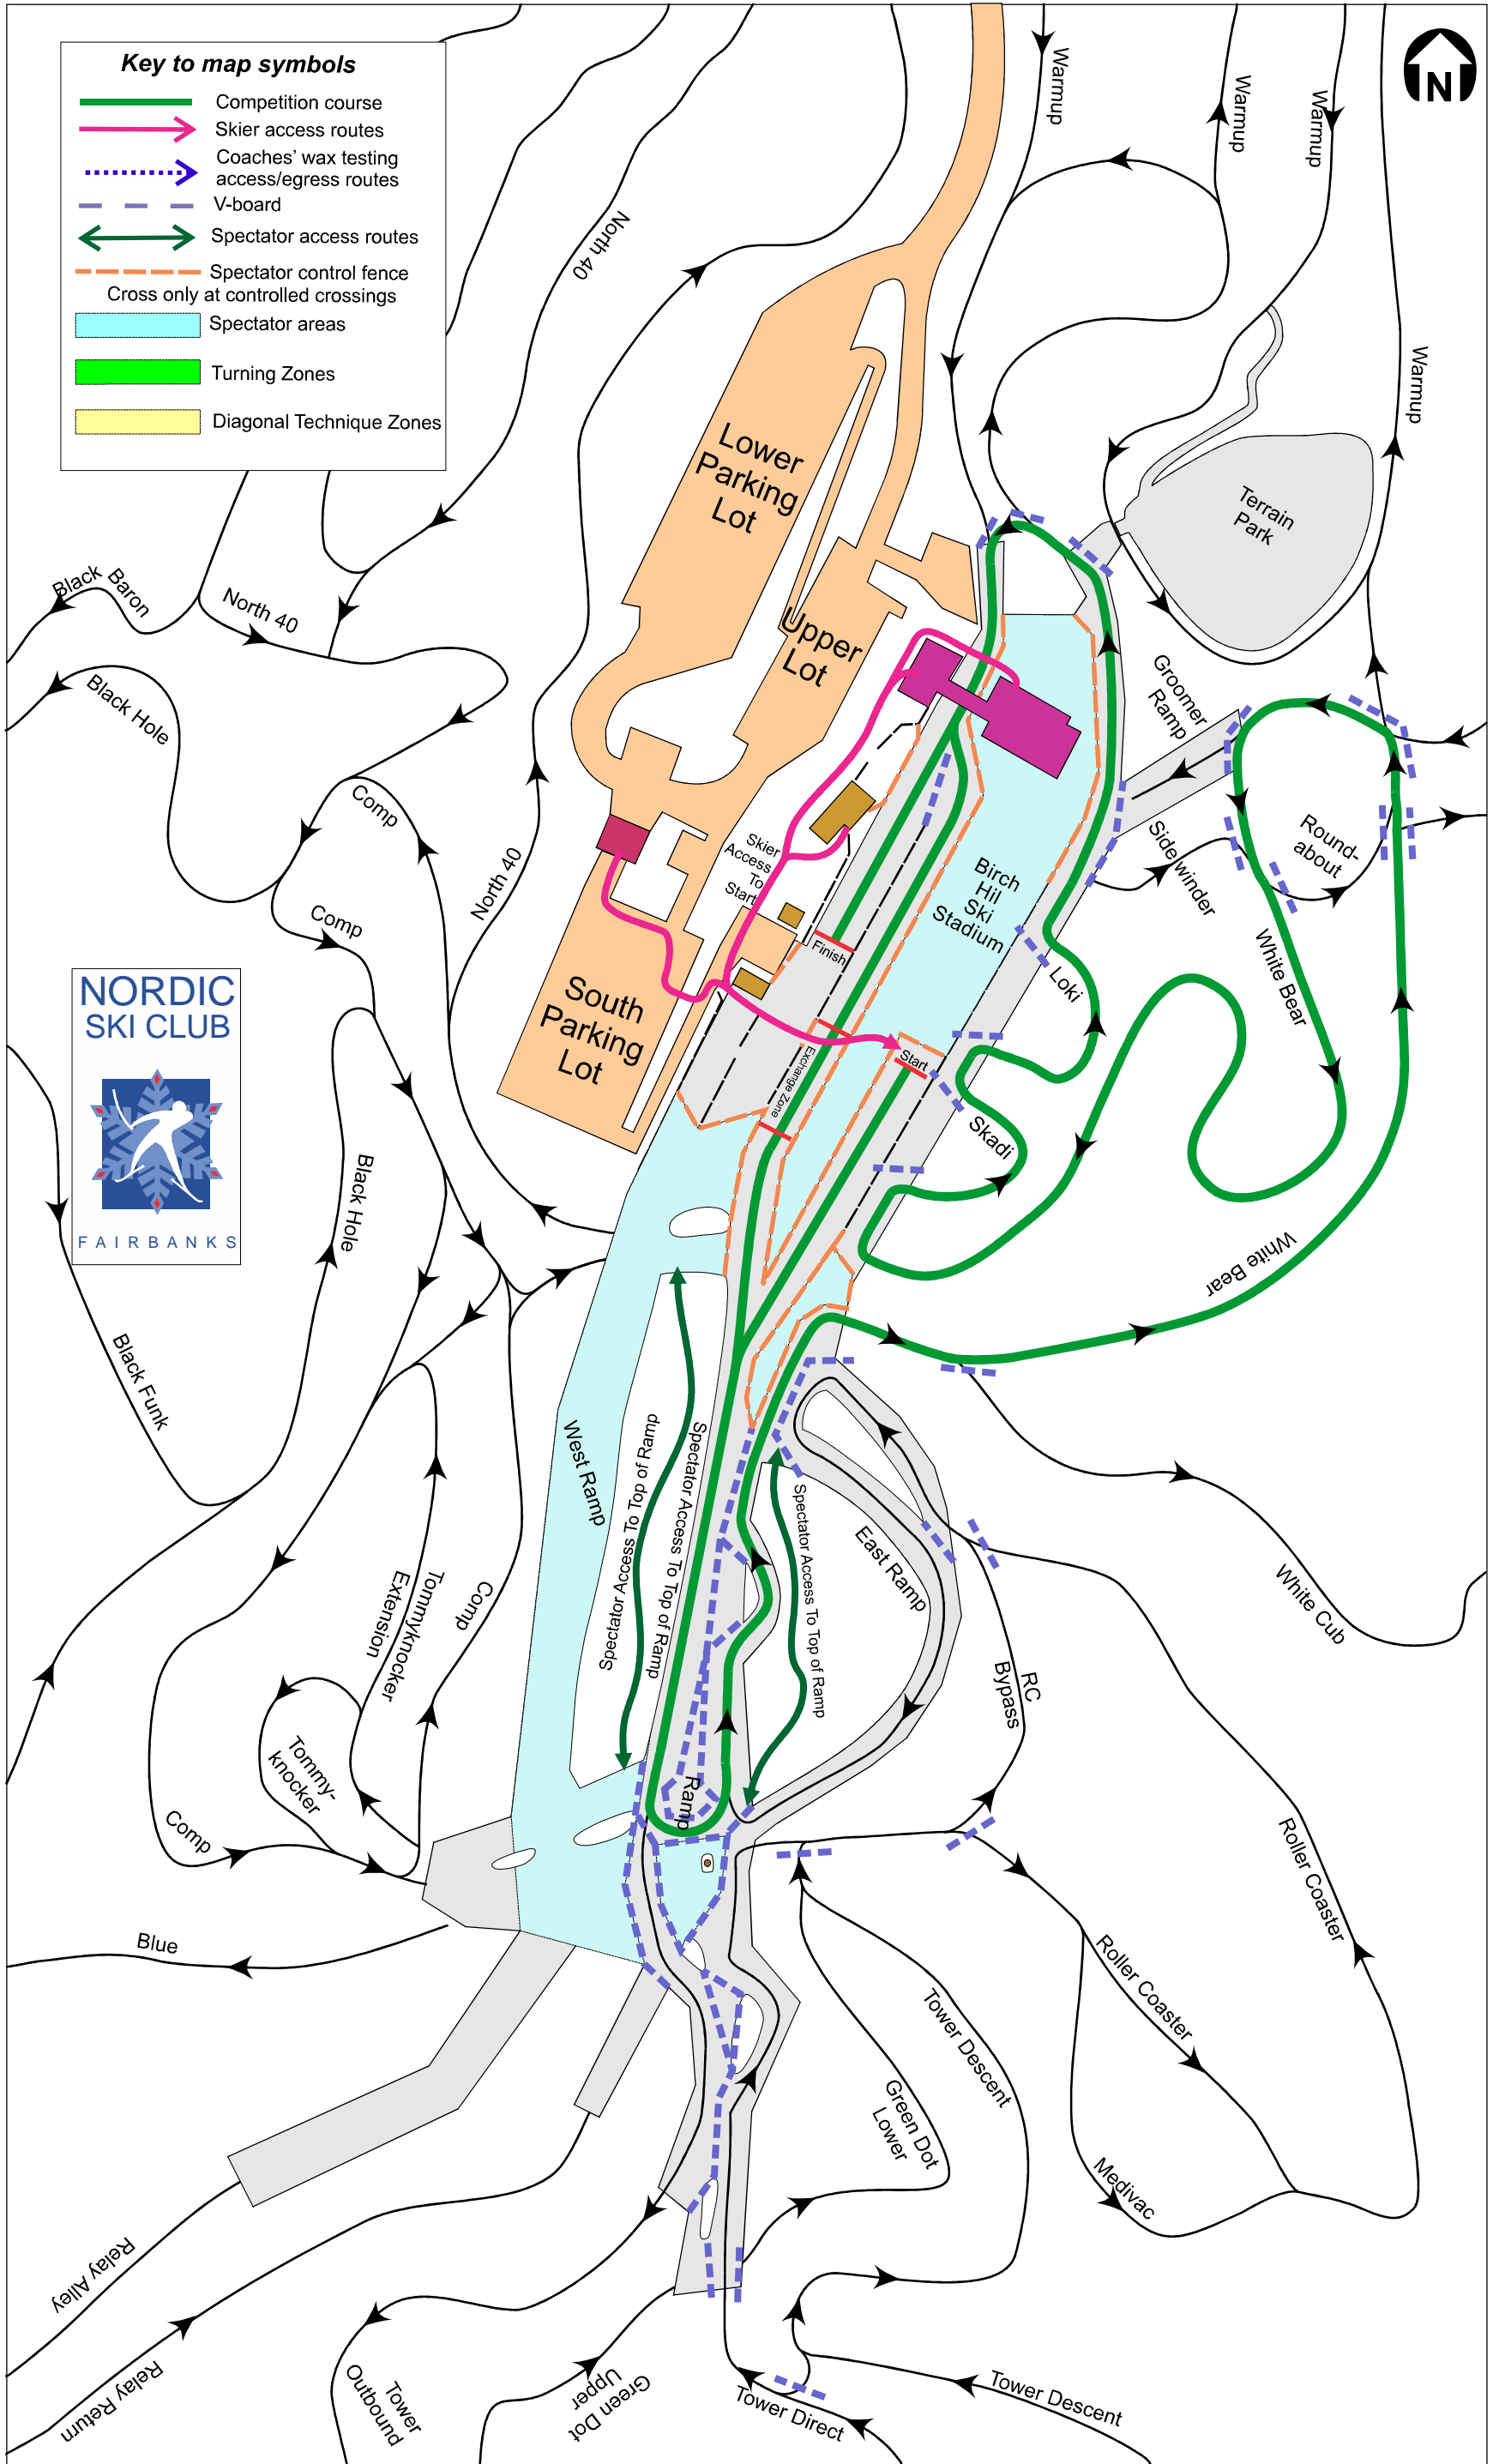 Key to map symbols
Competition course
Skier access routes
Coaches' wax testing
access/egress routes
V-board
Spectator access routes
Spectator control fence
Cross only at controlled crossings
Spectator areas
Turning Zones
Diagonal Technique Zones
N
Warmup
Warmup
Warmup
Warmup
North 40
Lower
Parking
Lot
Terrain
Park
Black Baron
North 40
Upper
Lot
Groomer
Ramp
Black Hole
Comp
Skier
Access
To
Start
Birch
Hil
Ski
Stadium
Sidewinder
Round-
about
North 40
Comp
Finish
White Bear
Loki
NORDIC
SKI CLUB
FAIRBANKS
South
Parking
Lot
Exchange Zone
Start
Skadi
Black Hole
White Bear
Black Funk
West Ramp
Spectator Access To Top of Ramp
Spectator Access To Top of Ramp
Spectator Access To Top of Ramp
East Ramp
White Cub
Tommyknocker
Extension
Comp
RC
Bypass
Tommy-
knocker
Ramp
Comp
Roller Coaster
Blue
Roller Coaster
Tower Descent
Green Dot
Lower
Medivac
Relay Alley
Relay Return
Tower
Outbound
Green Dot
Upper
Tower Direct
Tower Descent